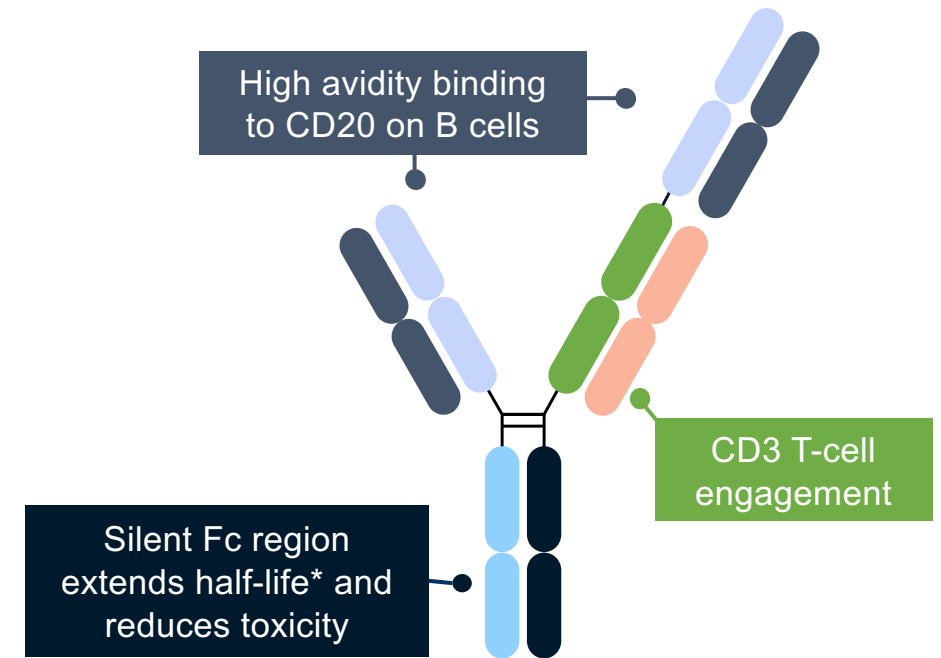 High avidity binding
to CD20 on B cells
CD3 T-cell
engagement
Silent Fc region
extends half-life* and
reduces toxicity